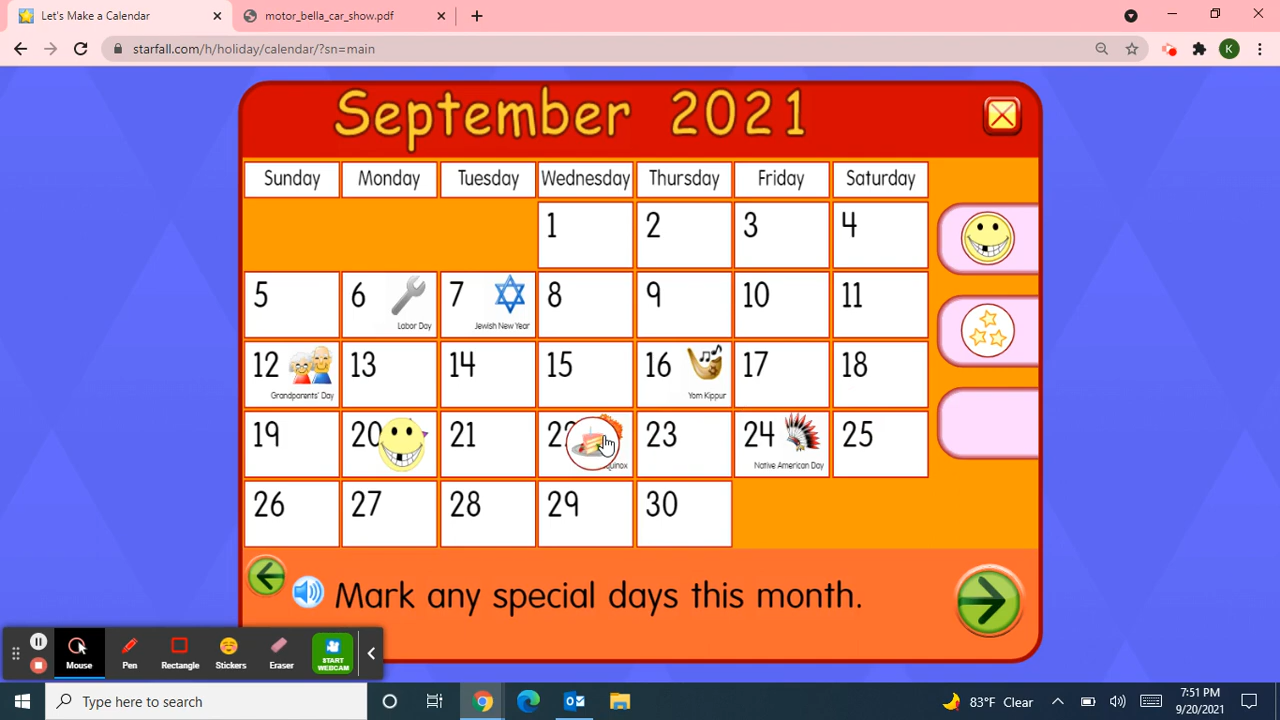 Let's Make a Calendar
motor_bella_car_show.pdf
starfall.com/h/holiday/calendar/?sn=main
K
September 2021
Sunday Monday Tuesday Wednesday Thursday Friday Saturday
1 2 3 4
5 6 7 8 9 10 11
Labor Day Jewish New Year
12 13 14 15 16 17 18
Grandparents' Day Yom Kippur
19 20 21 22 23 24 25
Native American Day
26 27 28 29 30
Mark any special days this month.
Mouse Pen Rectangle Stickers Eraser START WEBCAM
Type here to search
83°F Clear
7:51 PM
9/20/2021